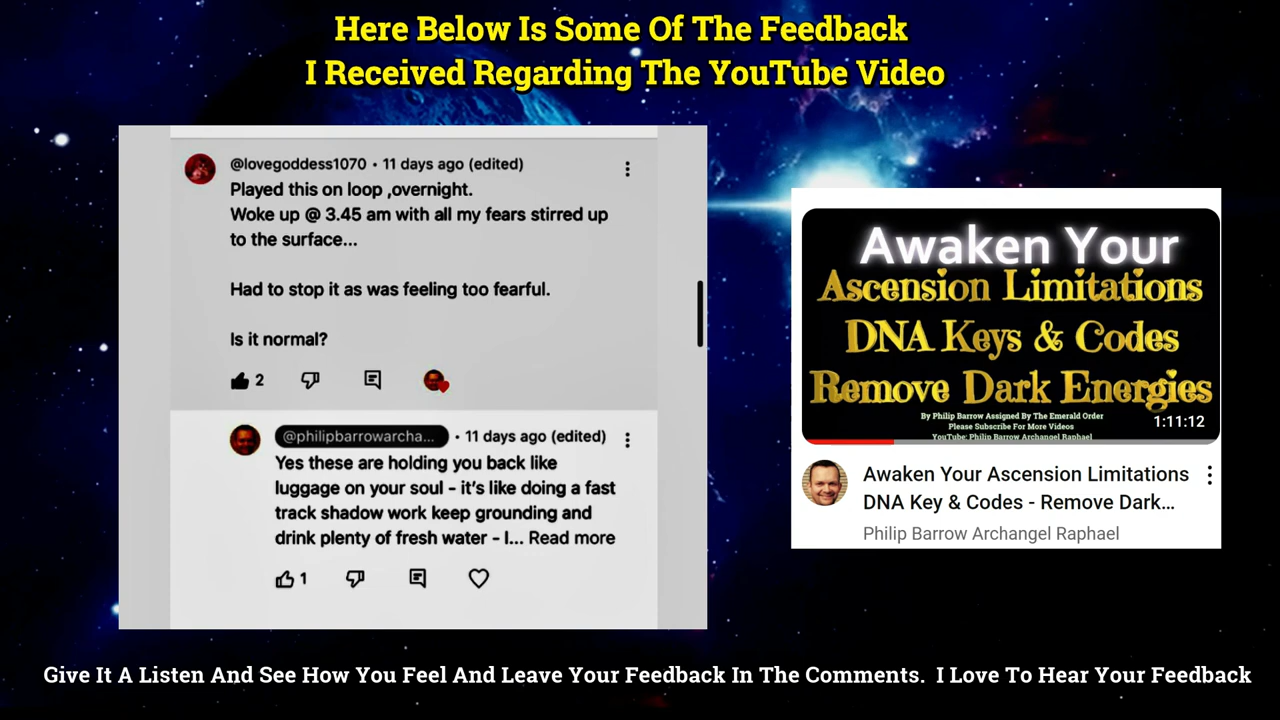 Here Below Is Some Of The Feedback
I Received Regarding The YouTube Video
@lovegoddess1070 • 11 days ago (edited)
Played this on loop ,overnight.
Woke up @ 3.45 am with all my fears stirred up
to the surface...
Had to stop it as was feeling too fearful.
Is it normal?
2
@philipbarrowarcha... • 11 days ago (edited)
Yes these are holding you back like
luggage on your soul - it's like doing a fast
track shadow work keep grounding and
drink plenty of fresh water - I... Read more
1
Awaken Your
Ascension Limitations
DNA Keys & Codes
Remove Dark Energies
By Philip Barrow Assigned By The Emerald Order
Please Subscribe For More Videos
YouTube: Philip Barrow Archangel Raphael
1:11:12
Awaken Your Ascension Limitations
DNA Key & Codes - Remove Dark...
Philip Barrow Archangel Raphael
Give It A Listen And See How You Feel And Leave Your Feedback In The Comments.  I Love To Hear Your Feedback